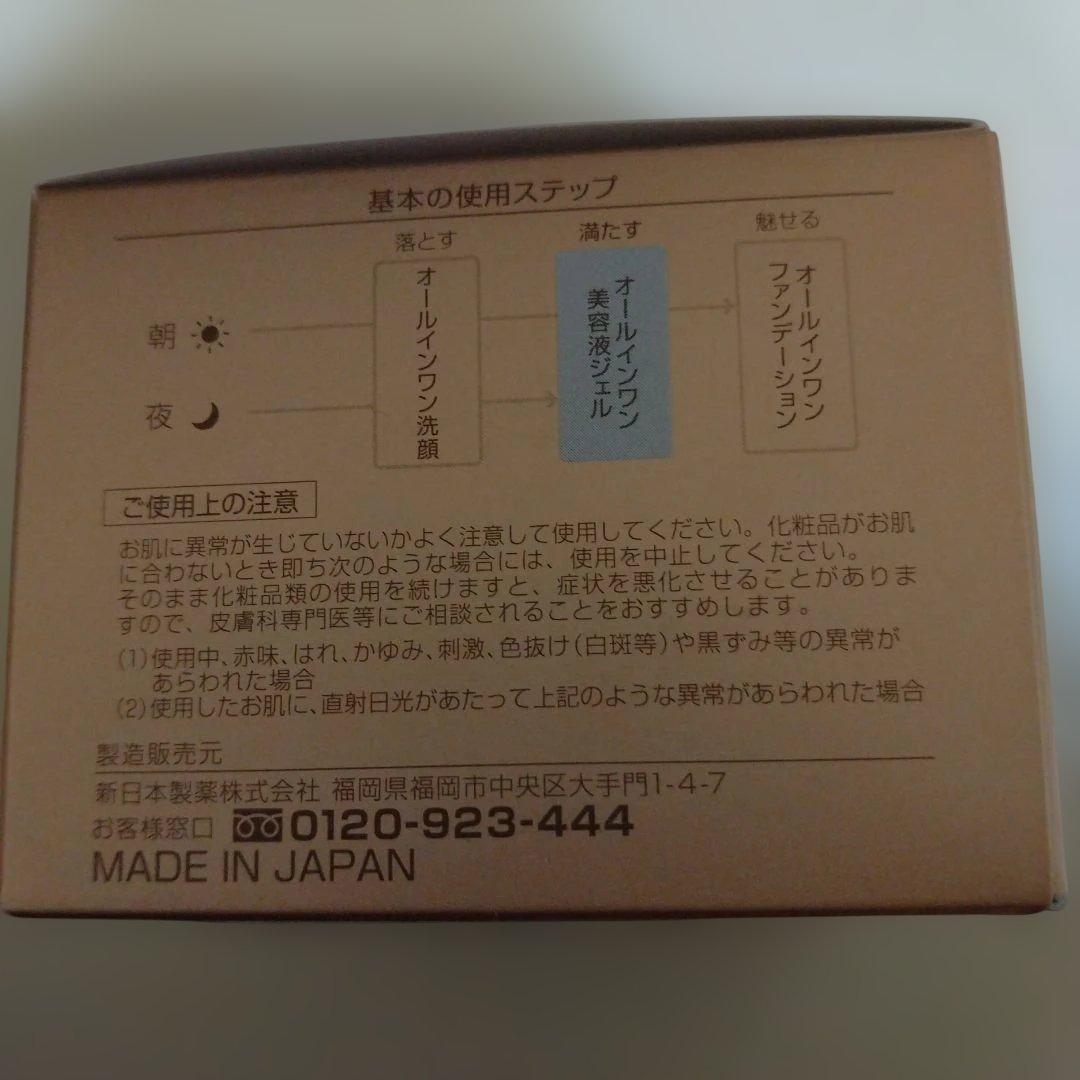 基本の使用ステップ
落とす
満たす
魅せる
朝
夜
オールインワン洗顔
オールインワン
美容液ジェル
オールインワン
ファンデーション
ご使用上の注意
お肌に異常が生じていないかよく注意して使用してください。化粧品がお肌
に合わないとき即ち次のような場合には、使用を中止してください。
そのまま化粧品類の使用を続けますと、症状を悪化させることがありま
すので、皮膚科専門医等にご相談されることをおすすめします。
(1)使用中、赤味、はれ、かゆみ、刺激、色抜け(白斑等)や黒ずみ等の異常が
あらわれた場合
(2)使用したお肌に、直射日光があたって上記のような異常があらわれた場合
製造販売元
新日本製薬株式会社 福岡県福岡市中央区大手門1-4-7
お客様窓口 0120-923-444
MADE IN JAPAN